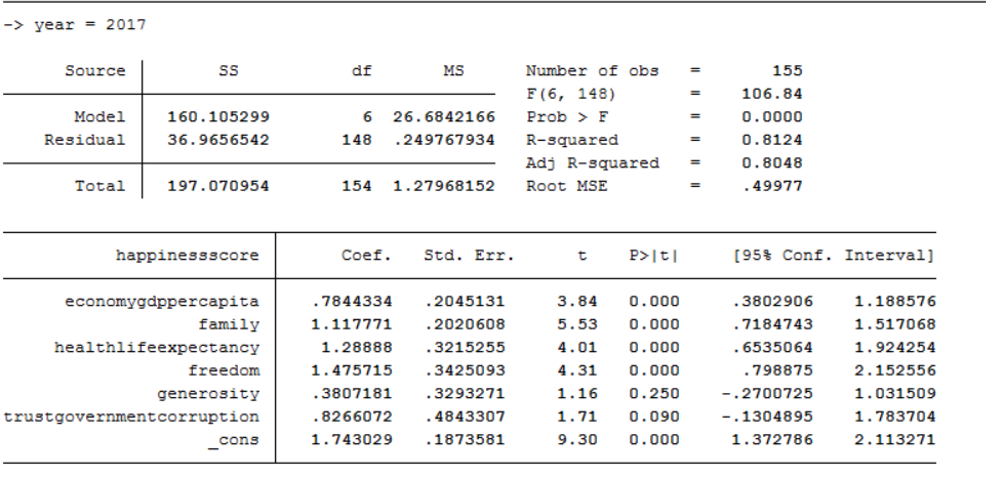 -> year = 2017
Source SS df MS Number of obs = 155
F(6, 148) = 106.84
Model 160.105299 6 26.6842166 Prob > F = 0.0000
Residual 36.9656542 148 .249767934 R-squared = 0.8124
Adj R-squared = 0.8048
Total 197.070954 154 1.27968152 Root MSE = .49977
happinessscore Coef. Std. Err. t P>|t| [95% Conf. Interval]
economygdppercapita .7844334 .2045131 3.84 0.000 .3802906 1.188576
family 1.117771 .2020608 5.53 0.000 .7184743 1.517068
healthlifeexpectancy 1.28888 .3215255 4.01 0.000 .6535064 1.924254
freedom 1.475715 .3425093 4.31 0.000 .798875 2.152556
generosity .3807181 .3293271 1.16 0.250 -.2700725 1.031509
trustgovernmentcorruption .8266072 .4843307 1.71 0.090 -.1304895 1.783704
_cons 1.743029 .1873581 9.30 0.000 1.372786 2.113271